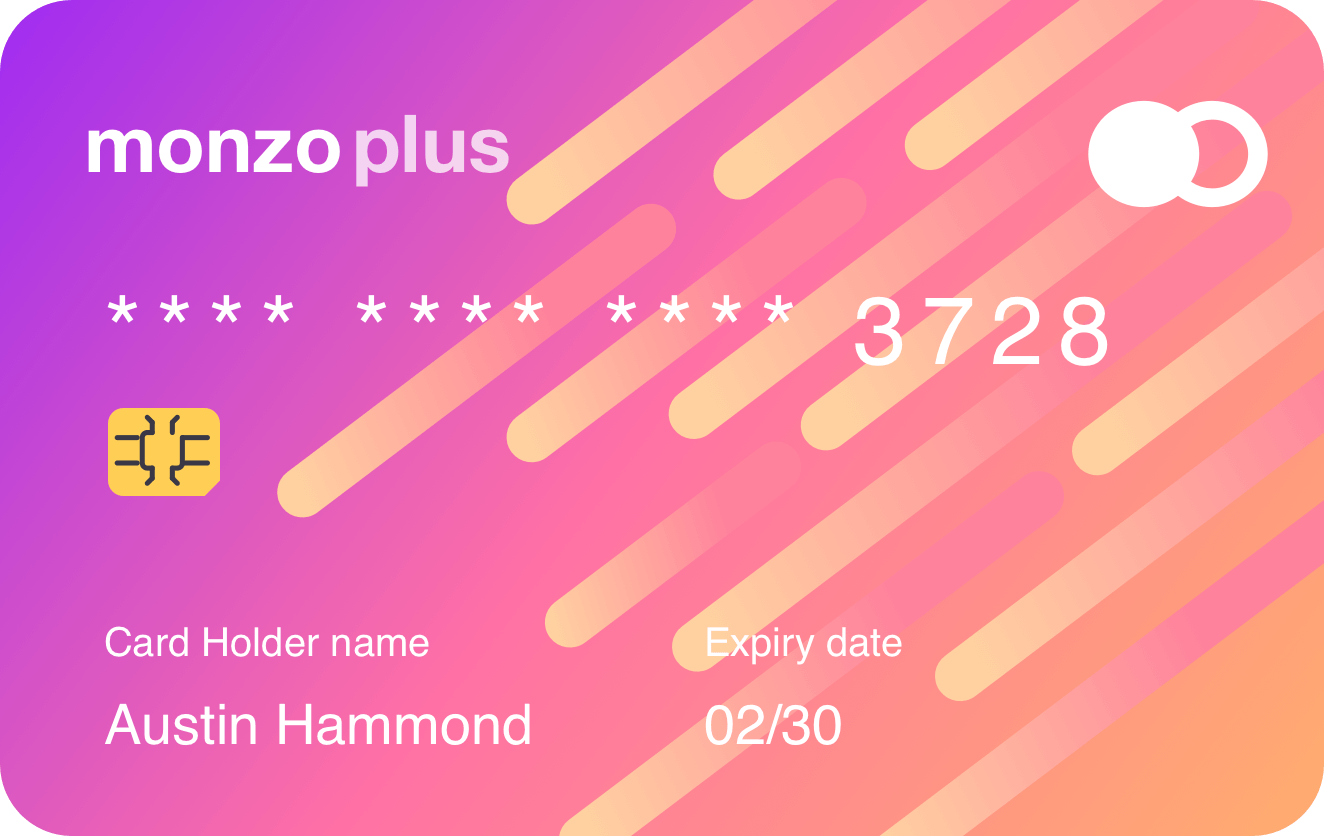 monzo plus
**** **** **** 3728
Card Holder name
Expiry date
Austin Hammond
02/30